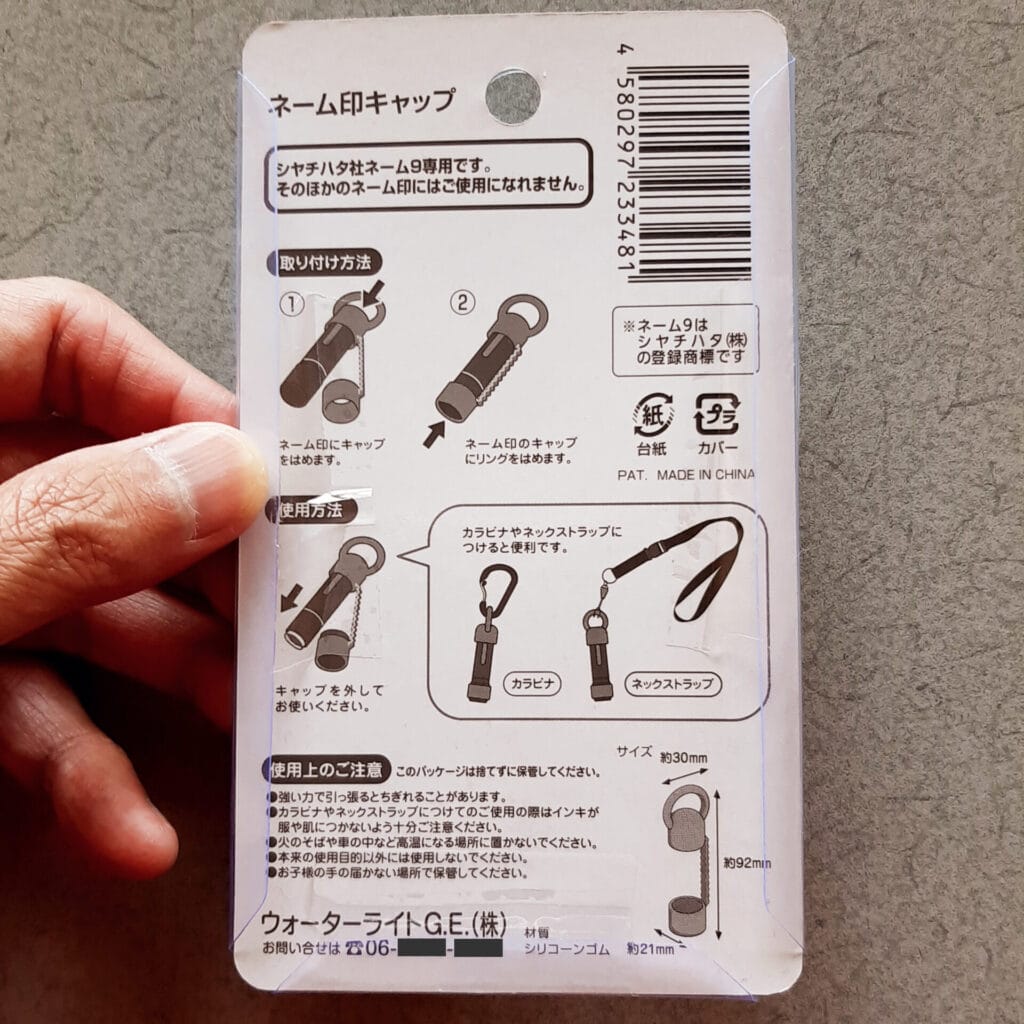 ネーム印キャップ
4 580297 233481
シヤチハタ社ネーム9専用です。
そのほかのネーム印にはご使用になれません。
取り付け方法
①
ネーム印にキャップ
をはめます。
②
ネーム印のキャップ
にリングをはめます。
※ネーム9は
シヤチハタ㈱
の登録商標です
紙
台紙
プラ
カバー
PAT. MADE IN CHINA
使用方法
キャップを外して
お使いください。
カラビナやネックストラップに
つけると便利です。
カラビナ
ネックストラップ
使用上のご注意 このパッケージは捨てずに保管してください。
●強い力で引っ張るとちぎれることがあります。
●カラビナやネックストラップにつけてのご使用の際はインキが
服や肌につかないよう十分ご注意ください。
●火のそばや車の中など高温になる場所に置かないでください。
●本来の使用目的以外には使用しないでください。
●お子様の手の届かない場所で保管してください。
サイズ
約30mm
約92mm
約21mm
ウォーターライトG.E.(株)
お問い合せは ☎06-
材質
シリコーンゴム